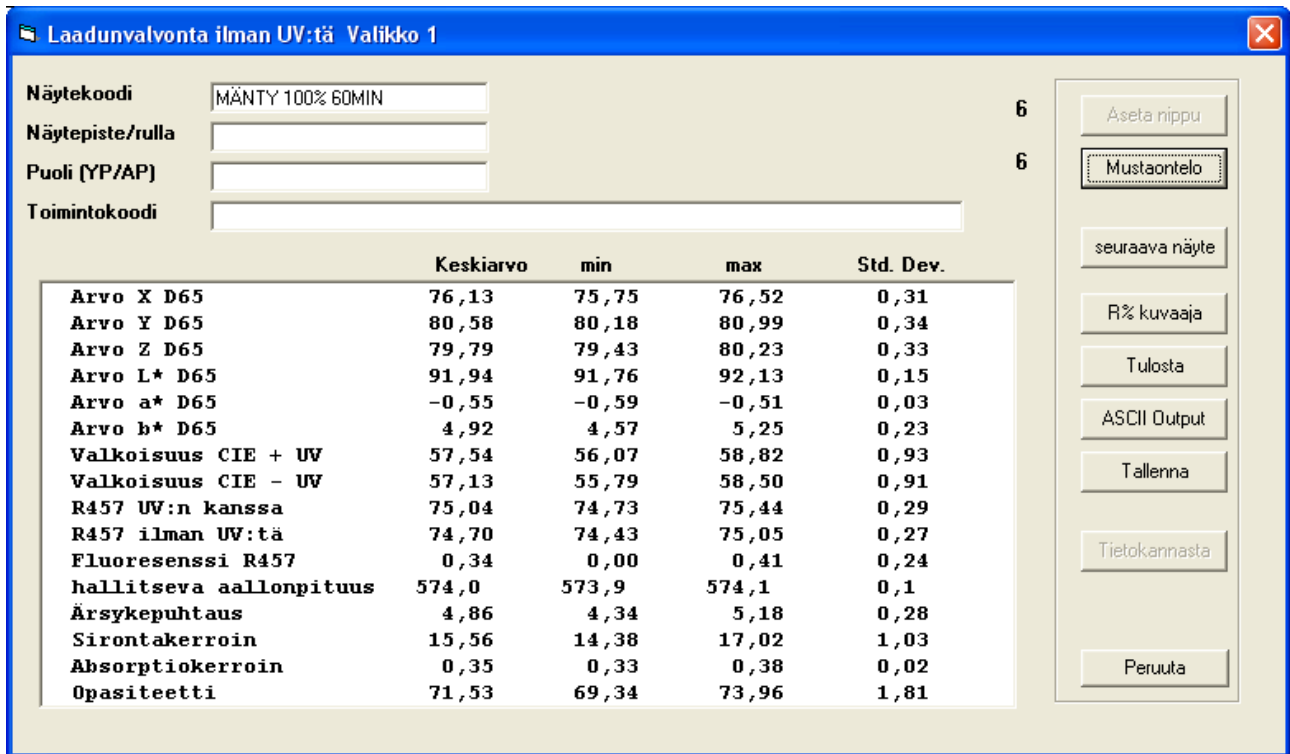 Laadunvalvonta ilman UV:tä Valikko 1
Näytekoodi MÄNTY 100% 60MIN 6 Aseta nippu
Näytepiste/rulla
Puoli (YP/AP) 6 Mustaontelo
Toimintokoodi
seuraava näyte
Keskiarvo min max Std. Dev.
Arvo X D65 76,13 75,75 76,52 0,31
Arvo Y D65 80,58 80,18 80,99 0,34
Arvo Z D65 79,79 79,43 80,23 0,33
Arvo L* D65 91,94 91,76 92,13 0,15
Arvo a* D65 -0,55 -0,59 -0,51 0,03
Arvo b* D65 4,92 4,57 5,25 0,23
Valkoisuus CIE + UV 57,54 56,07 58,82 0,93
Valkoisuus CIE - UV 57,13 55,79 58,50 0,91
R457 UV:n kanssa 75,04 74,73 75,44 0,29
R457 ilman UV:tä 74,70 74,43 75,05 0,27
Fluoresenssi R457 0,34 0,00 0,41 0,24
hallitseva aallonpituus 574,0 573,9 574,1 0,1
Ärsykepuhtaus 4,86 4,34 5,18 0,28
Sirontakerroin 15,56 14,38 17,02 1,03
Absorptiokerroin 0,35 0,33 0,38 0,02
Opasiteetti 71,53 69,34 73,96 1,81
R% kuvaaja
Tulosta
ASCII Output
Tallenna
Tietokannasta
Peruuta